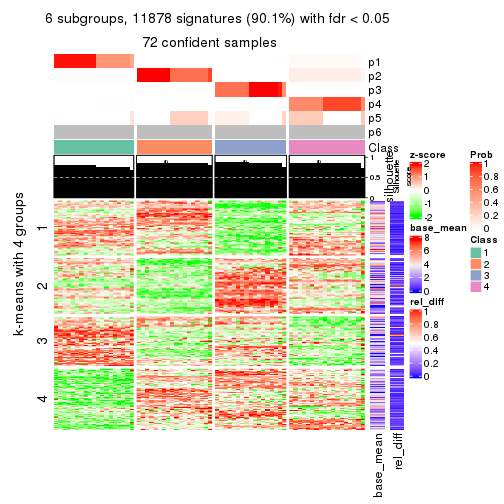 6 subgroups, 11878 signatures (90.1%) with fdr < 0.05
72 confident samples
p1
p2
p3
p4
p5
p6
Class
1
0.5
0
silhouette
Silhouette
score
k-means with 4 groups
1
2
3
4
base_mean
rel_diff
z-score
2
1
0
-1
-2
base_mean
8
6
4
2
0
rel_diff
1
0.8
0.6
0.4
0.2
0
Prob
1
0.8
0.6
0.4
0.2
0
Class
1
2
3
4